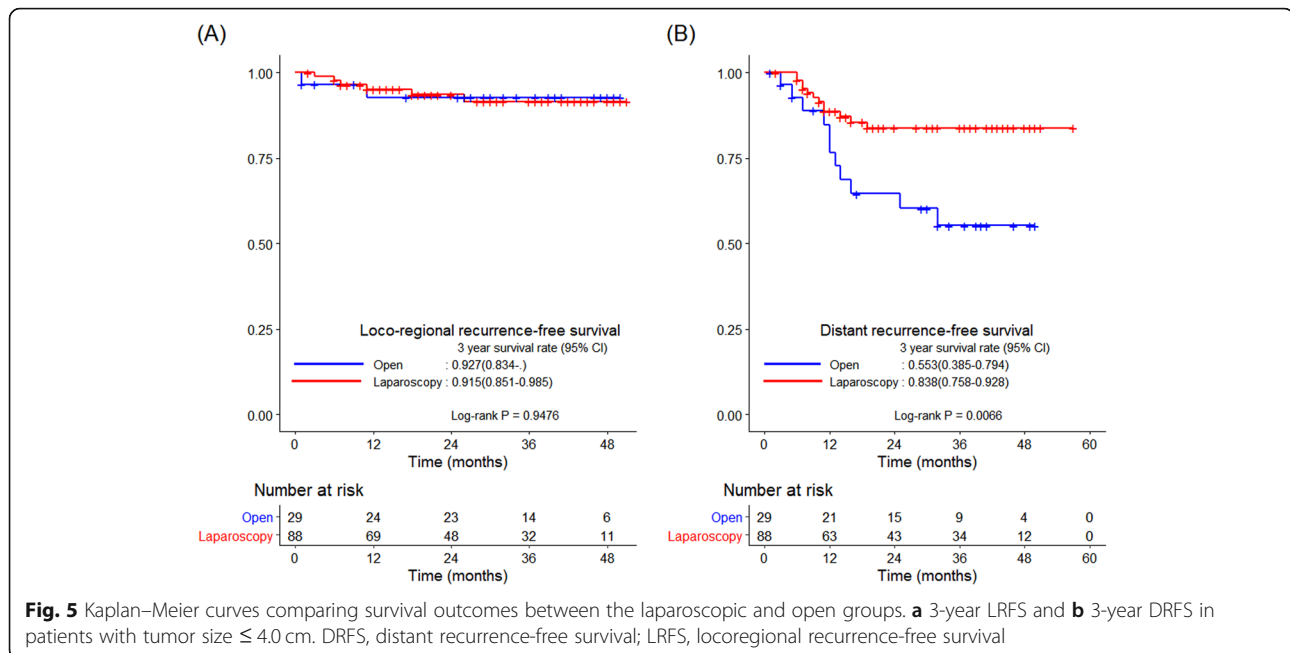 (A)
1.00
0.75
0.50
0.25
0.00
Loco-regional recurrence-free survival
3 year survival rate (95% CI)
Open : 0.927(0.834-.)
Laparoscopy : 0.915(0.851-0.985)
Log-rank P = 0.9476
0 12 24 36 48
Time (months)
Number at risk
Open 29 24 23 14 6
Laparoscopy 88 69 48 32 11
0 12 24 36 48
Time (months)
(B)
1.00
0.75
0.50
0.25
0.00
Distant recurrence-free survival
3 year survival rate (95% CI)
Open : 0.553(0.385-0.794)
Laparoscopy : 0.838(0.758-0.928)
Log-rank P = 0.0066
0 12 24 36 48 60
Time (months)
Number at risk
Open 29 21 15 9 4 0
Laparoscopy 88 63 43 34 12 0
0 12 24 36 48 60
Time (months)
Fig. 5 Kaplan–Meier curves comparing survival outcomes between the laparoscopic and open groups. a 3-year LRFS and b 3-year DRFS in
patients with tumor size ≤ 4.0 cm. DRFS, distant recurrence-free survival; LRFS, locoregional recurrence-free survival